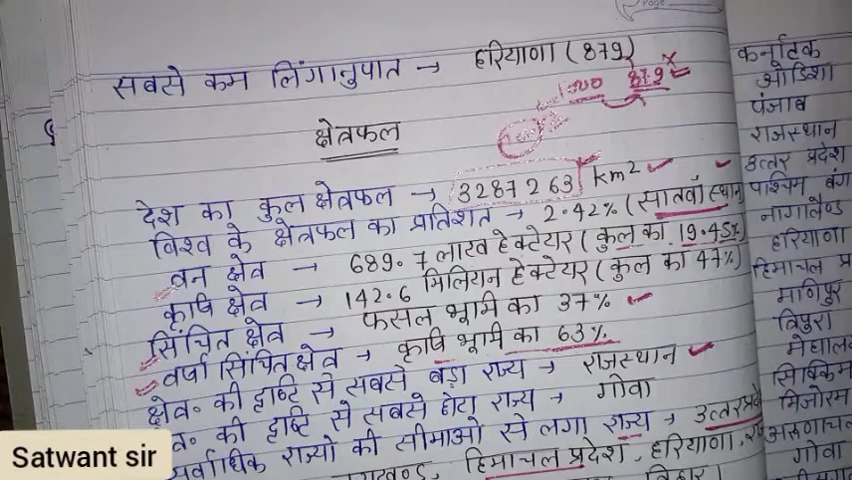 Page
सबसे कम लिंगानुपात → हरियाणा (879)
1000 879
क्षेत्रफल
देश का कुल क्षेत्रफल → 3287263 km²
विश्व के क्षेत्रफल का प्रतिशत → 2.42% (सातवाँ स्थान
वन क्षेत्र → 689.7 लाख हेक्टेयर (कुल का 19.45%)
कृषि क्षेत्र → 142.6 मिलियन हेक्टेयर (कुल का 47%)
सिंचित क्षेत्र → फसल भूमि का 37%
वर्षा सिंचित क्षेत्र → कृषि भूमि का 63%
क्षेत्र॰ की दृष्टि से सबसे बड़ा राज्य → राजस्थान
त्र॰ की दृष्टि से सबसे छोटा राज्य → गोवा
सर्वाधिक राज्यो की सीमाओ से लगा राज्य → उत्तरप्रदे
हिमाचल प्रदेश, हरियाणा,
बिहार।
कर्नाटक
ओडिशा
पंजाब
राजस्थान
उत्तर प्रदेश
पश्चिम बंग
नागालैण्ड
हरियाणा
हिमाचल प्र
मणिपुर
त्रिपुरा
मेघालय
सिक्किम
मिजोरम
अरुणाचल
गोवा
Satwant sir